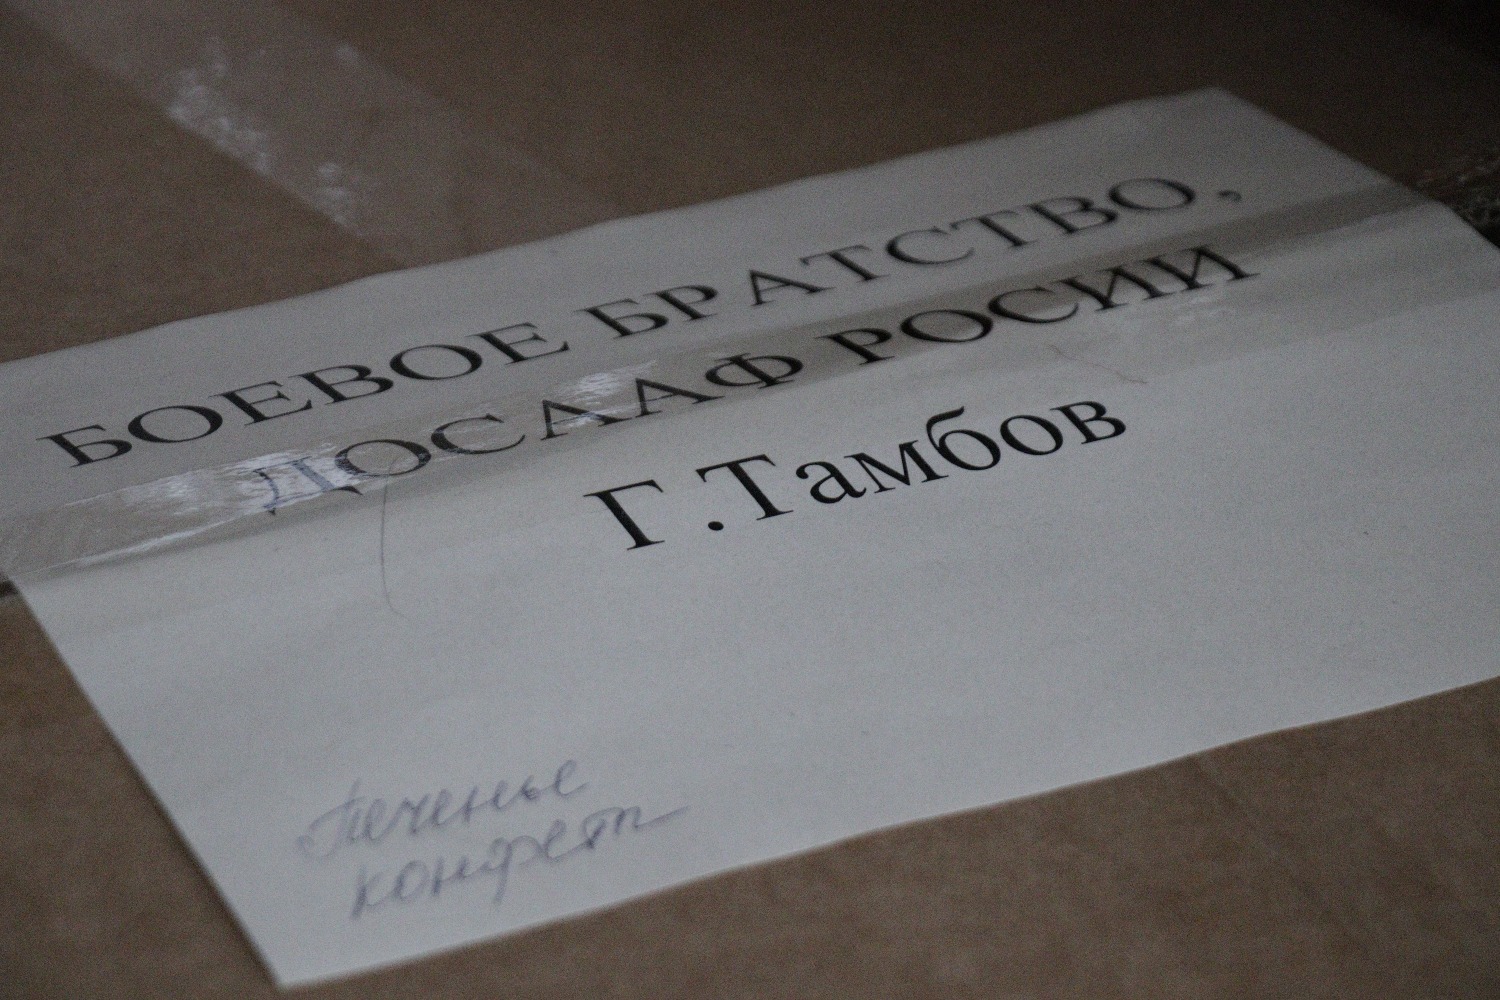 БОЕВОЕ БРАТСТВО,
ДОСААФ РОСИИ
Г.Тамбов
Печенье
конфеты